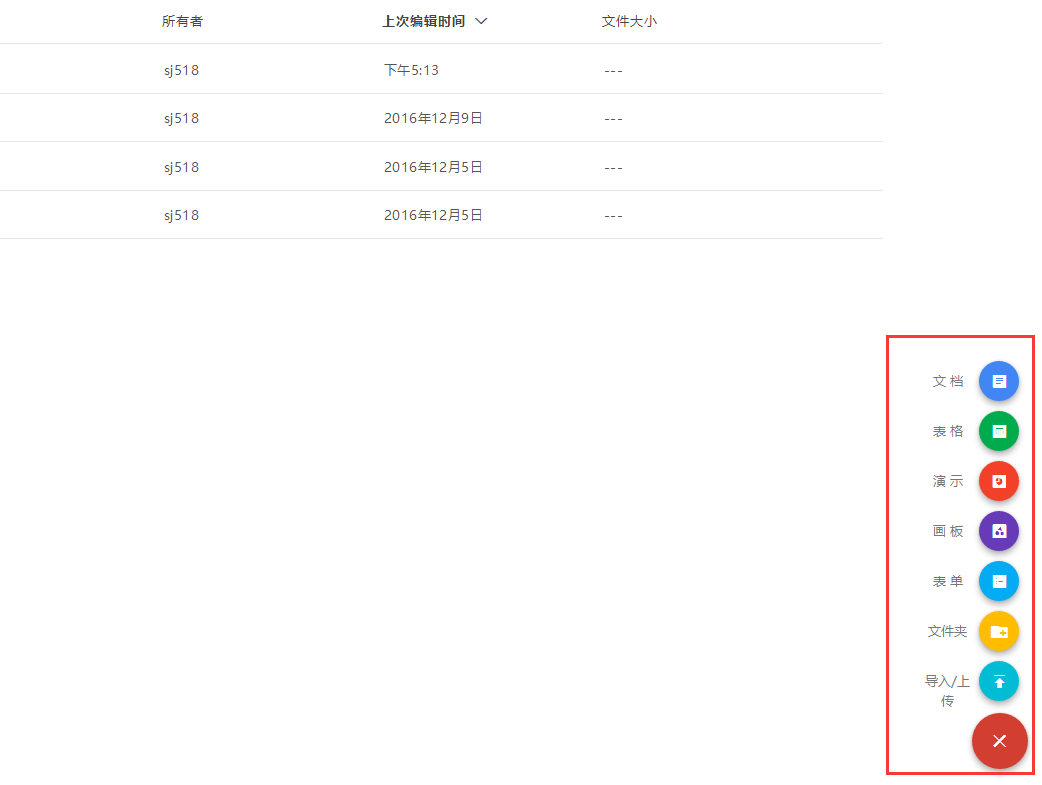 所有者 上次编辑时间 文件大小
sj518 下午5:13 ---
sj518 2016年12月9日 ---
sj518 2016年12月5日 ---
sj518 2016年12月5日 ---
文 档
表 格
演 示
画 板
表 单
文件夹
导入/上
传